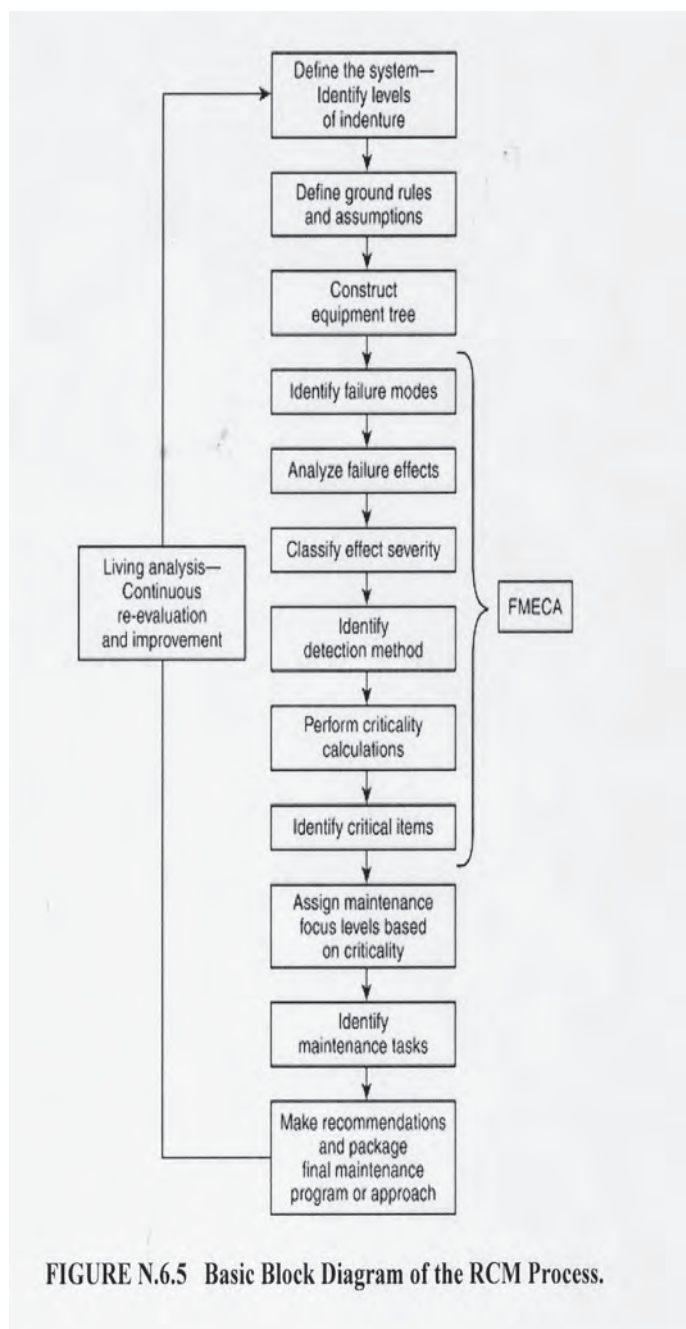 Define the system—
Identify levels
of indenture
Define ground rules
and assumptions
Construct
equipment tree
Identify failure modes
Analyze failure effects
Classify effect severity
Living analysis—
Continuous
re-evaluation
and improvement
FMECA
Identify
detection method
Perform criticality
calculations
Identify critical items
Assign maintenance
focus levels based
on criticality
Identify
maintenance tasks
Make recommendations
and package
final maintenance
program or approach
FIGURE N.6.5 Basic Block Diagram of the RCM Process.